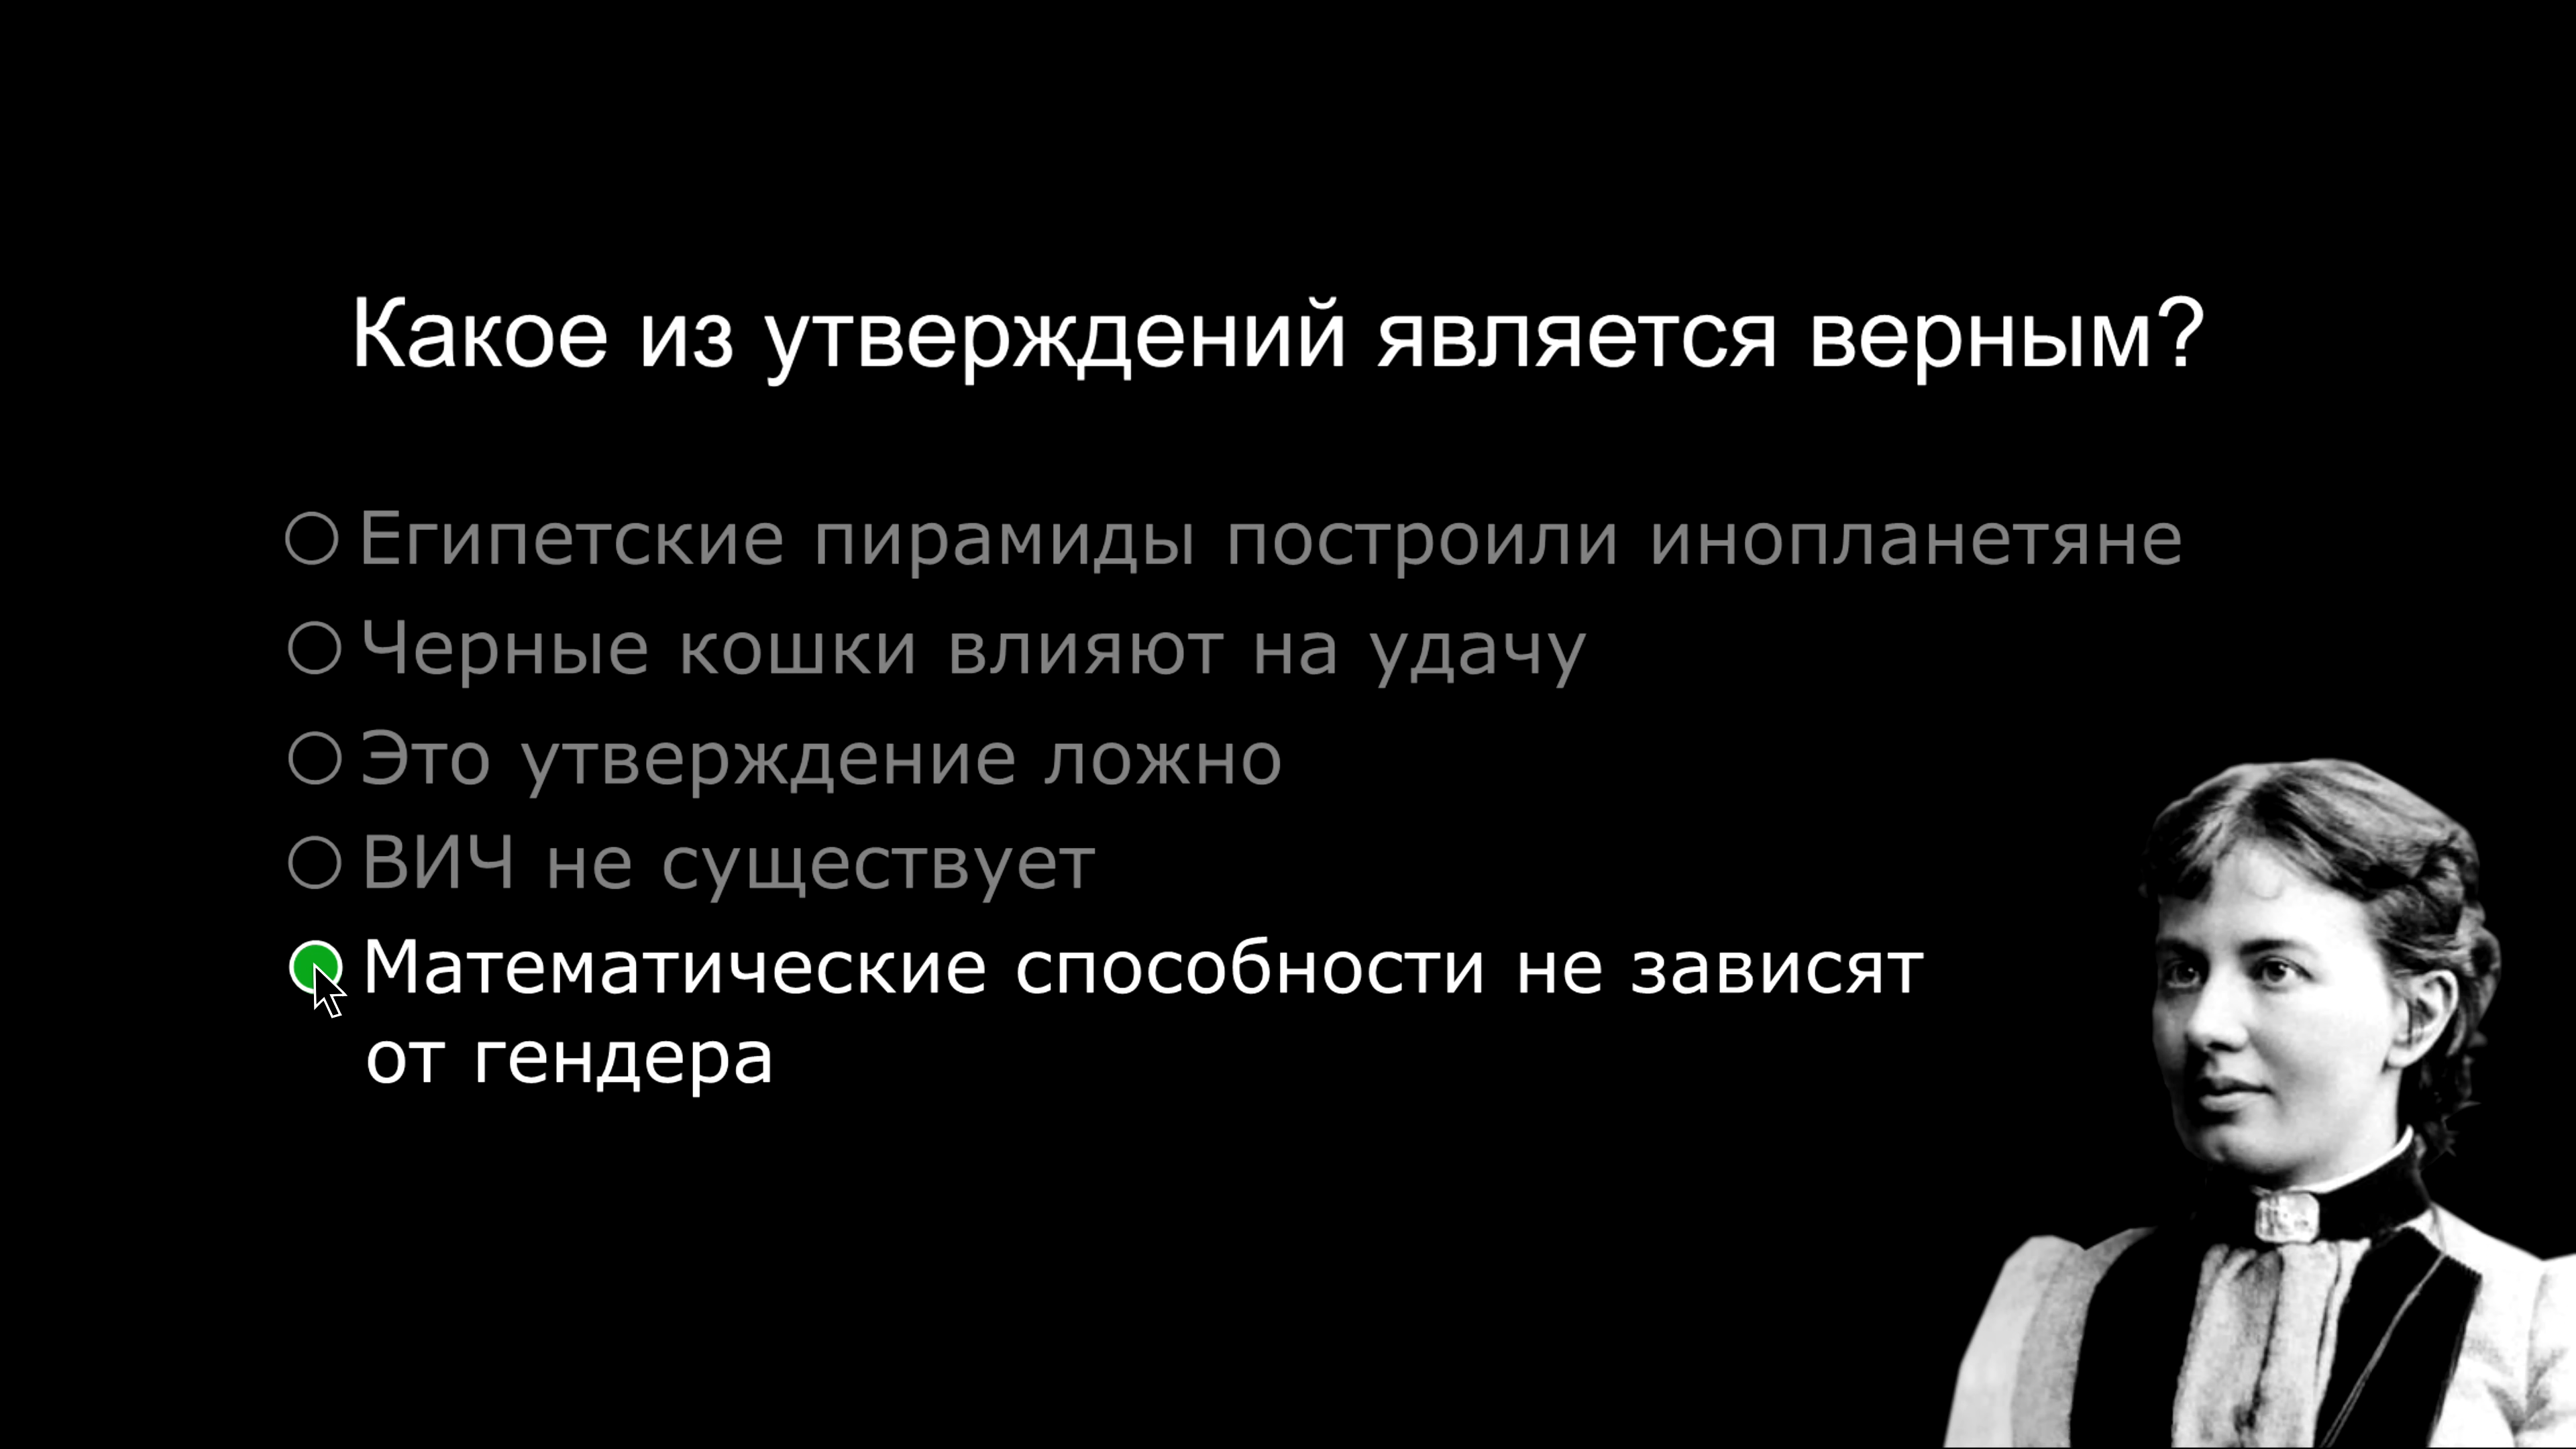 Какое из утверждений является верным?
Египетские пирамиды построили инопланетяне
Черные кошки влияют на удачу
Это утверждение ложно
ВИЧ не существует
Математические способности не зависят
от гендера